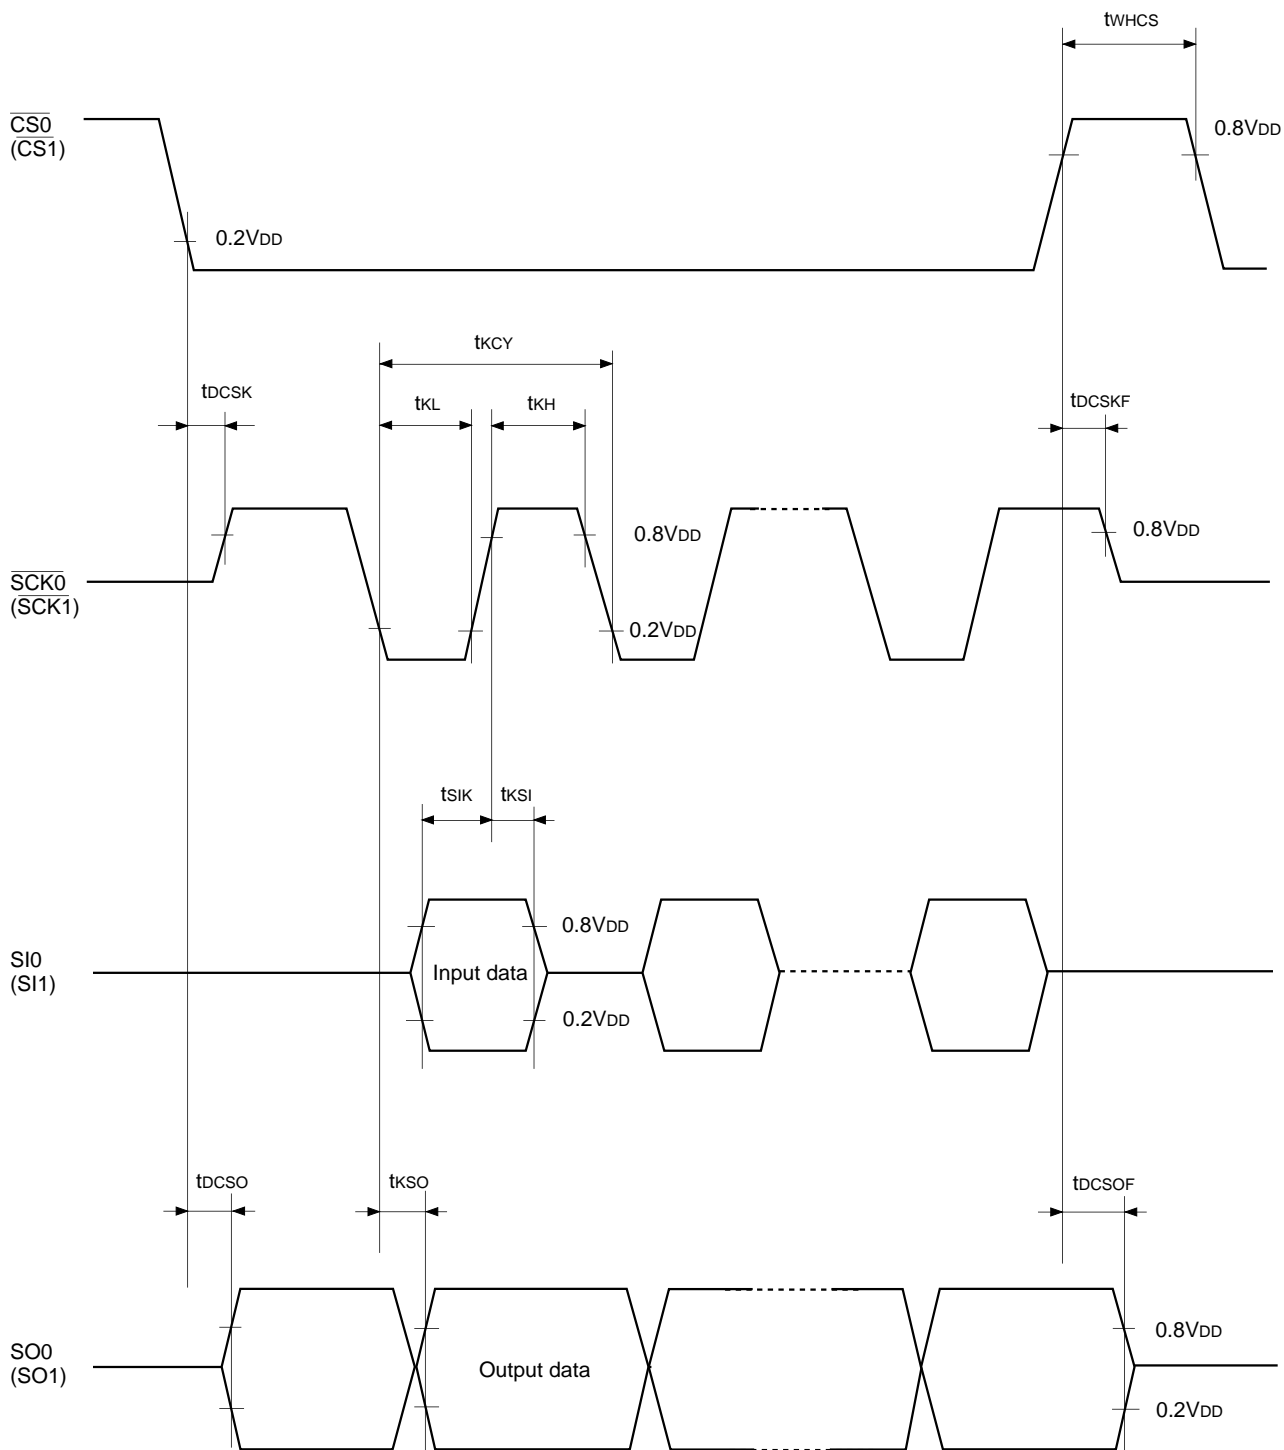 tWHCS
CS0
(CS1)
0.8VDD
0.2VDD
tKCY
tDCSK
tKL
tKH
tDCSKF
0.8VDD
0.8VDD
SCK0
(SCK1)
0.2VDD
tSIK
tKSI
0.8VDD
SI0
(SI1)
Input data
0.2VDD
tDCSO
tKSO
tDCSOF
0.8VDD
SO0
(SO1)
Output data
0.2VDD